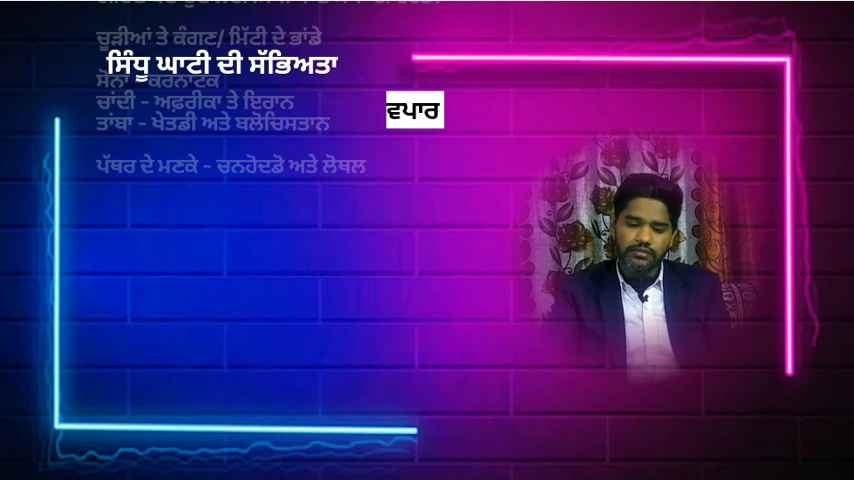 ਚੂੜੀਆਂ ਤੇ ਕੰਗਣ/ ਮਿੱਟੀ ਦੇ ਭਾਂਡੇ
ਸਿੰਧੂ ਘਾਟੀ ਦੀ ਸੱਭਿਅਤਾ
ਸੋਨਾ - ਕਰਨਾਟਕ
ਚਾਂਦੀ - ਅਫ਼ਰੀਕਾ ਤੇ ਇਰਾਨ
ਵਪਾਰ
ਤਾਂਬਾ - ਖੇਤੜੀ ਅਤੇ ਬਲੋਚਿਸਤਾਨ
ਪੱਥਰ ਦੇ ਮਣਕੇ - ਚਨਹੋਦੜੋ ਅਤੇ ਲੋਥਲ